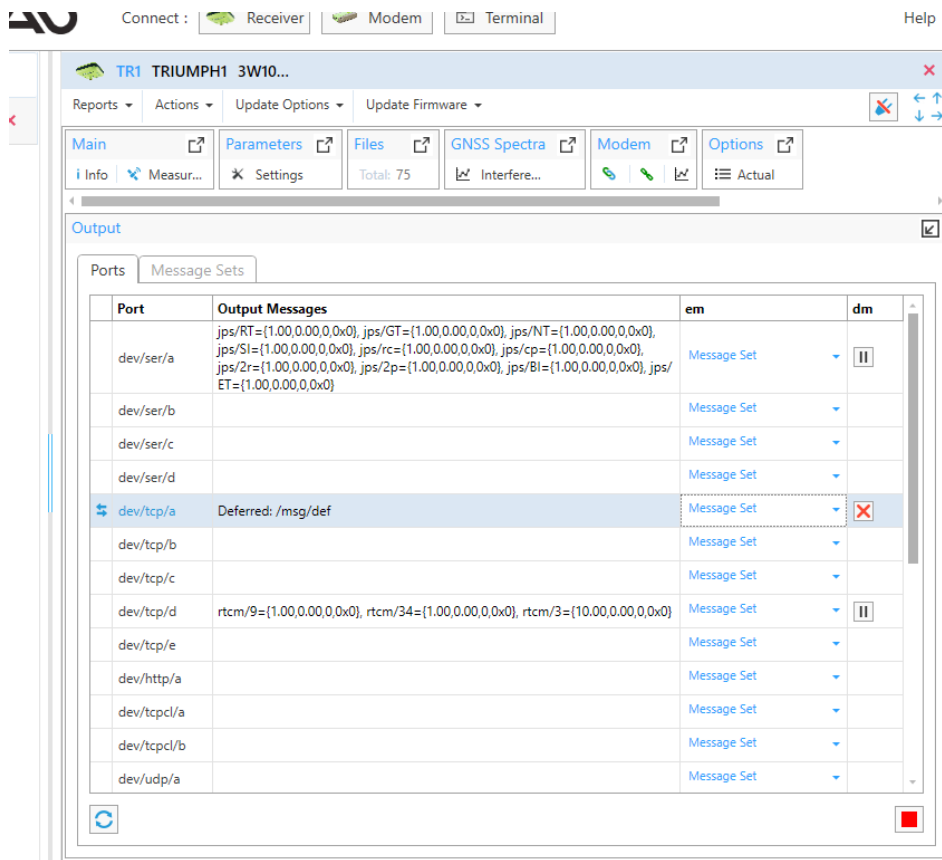 Connect : Receiver Modem Terminal Help
TR1 TRIUMPH1 3W10...
Reports Actions Update Options Update Firmware
Main Parameters Files GNSS Spectra Modem Options
Info Measur... Settings Total: 75 Interfere... Actual
Output
Ports Message Sets
Port Output Messages em dm
jps/RT={1.00,0.00,0,0x0}, jps/GT={1.00,0.00,0,0x0}, jps/NT={1.00,0.00,0,0x0},
jps/SI={1.00,0.00,0,0x0}, jps/rc={1.00,0.00,0,0x0}, jps/cp={1.00,0.00,0,0x0},
dev/ser/a Message Set
jps/2r={1.00,0.00,0,0x0}, jps/2p={1.00,0.00,0,0x0}, jps/BI={1.00,0.00,0,0x0}, jps/
ET={1.00,0.00,0,0x0}
dev/ser/b Message Set
dev/ser/c Message Set
dev/ser/d Message Set
dev/tcp/a Deferred: /msg/def Message Set
dev/tcp/b Message Set
dev/tcp/c Message Set
dev/tcp/d rtcm/9={1.00,0.00,0,0x0}, rtcm/34={1.00,0.00,0,0x0}, rtcm/3={10.00,0.00,0,0x0} Message Set
dev/tcp/e Message Set
dev/http/a Message Set
dev/tcpcl/a Message Set
dev/tcpcl/b Message Set
dev/udp/a Message Set